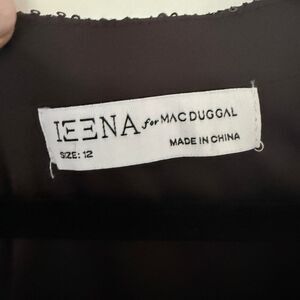 IEENA for MAC DUGGAL
SIZE: 12
MADE IN CHINA